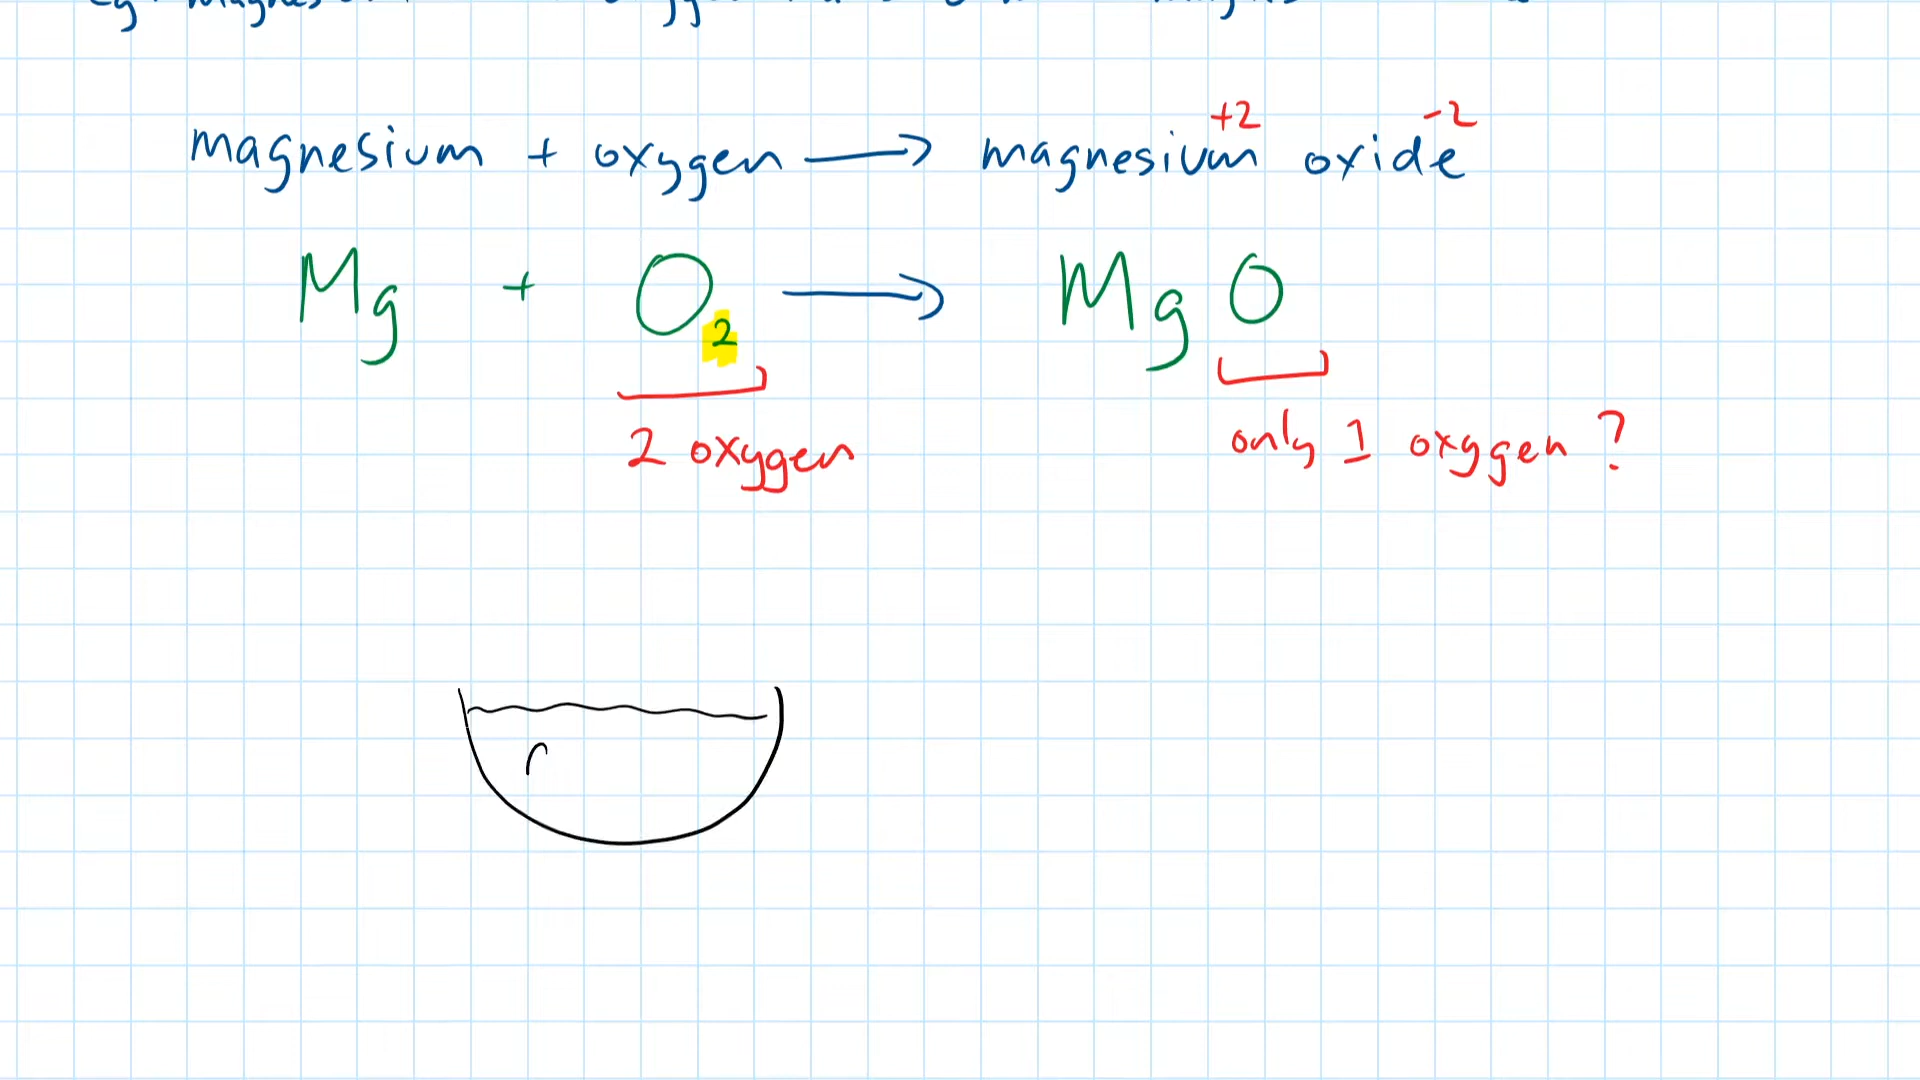 magnesium + oxygen → magnesium +2 oxide -2
Mg + O₂ → MgO
2 oxygen only 1 oxygen ?